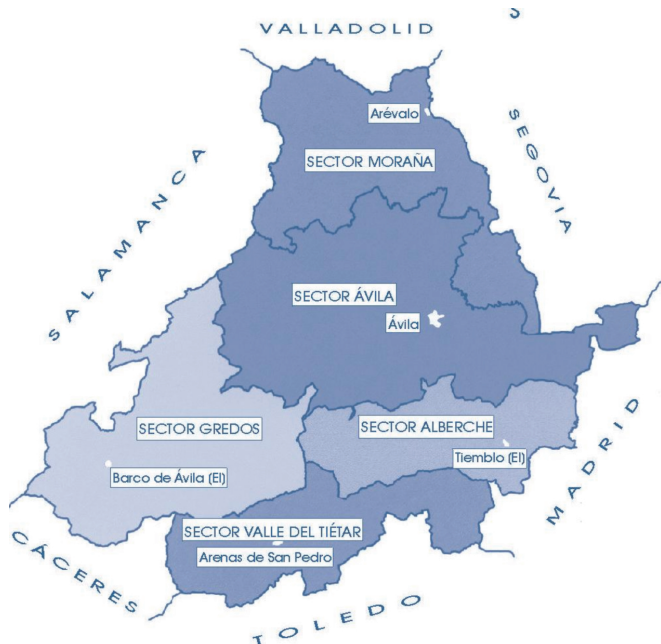 VALLADOLID
Arévalo
SECTOR MORAÑA
SEGOVIA
SALAMANCA
SECTOR ÁVILA
Ávila
SECTOR GREDOS
SECTOR ALBERCHE
Tiemblo (El)
MADRID
Barco de Ávila (El)
SECTOR VALLE DEL TIÉTAR
Arenas de San Pedro
CÁCERES
TOLEDO